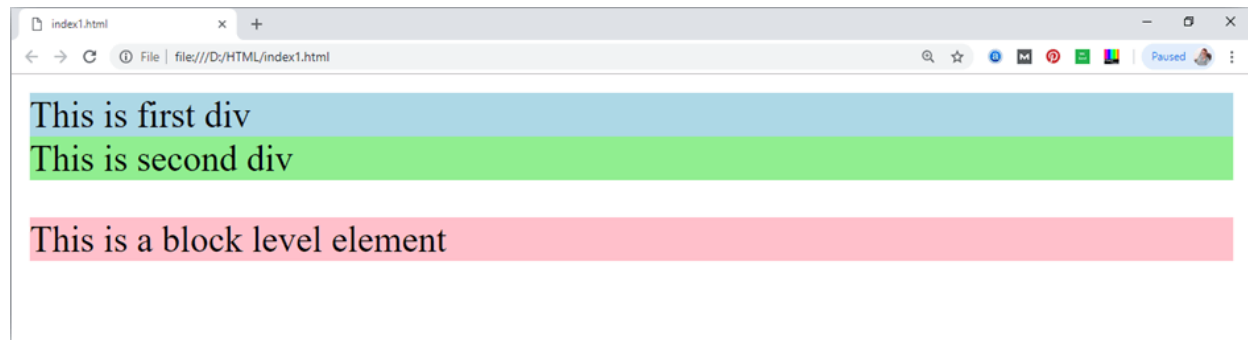 index1.html
File | file:///D:/HTML/index1.html
Paused
This is first div
This is second div
This is a block level element